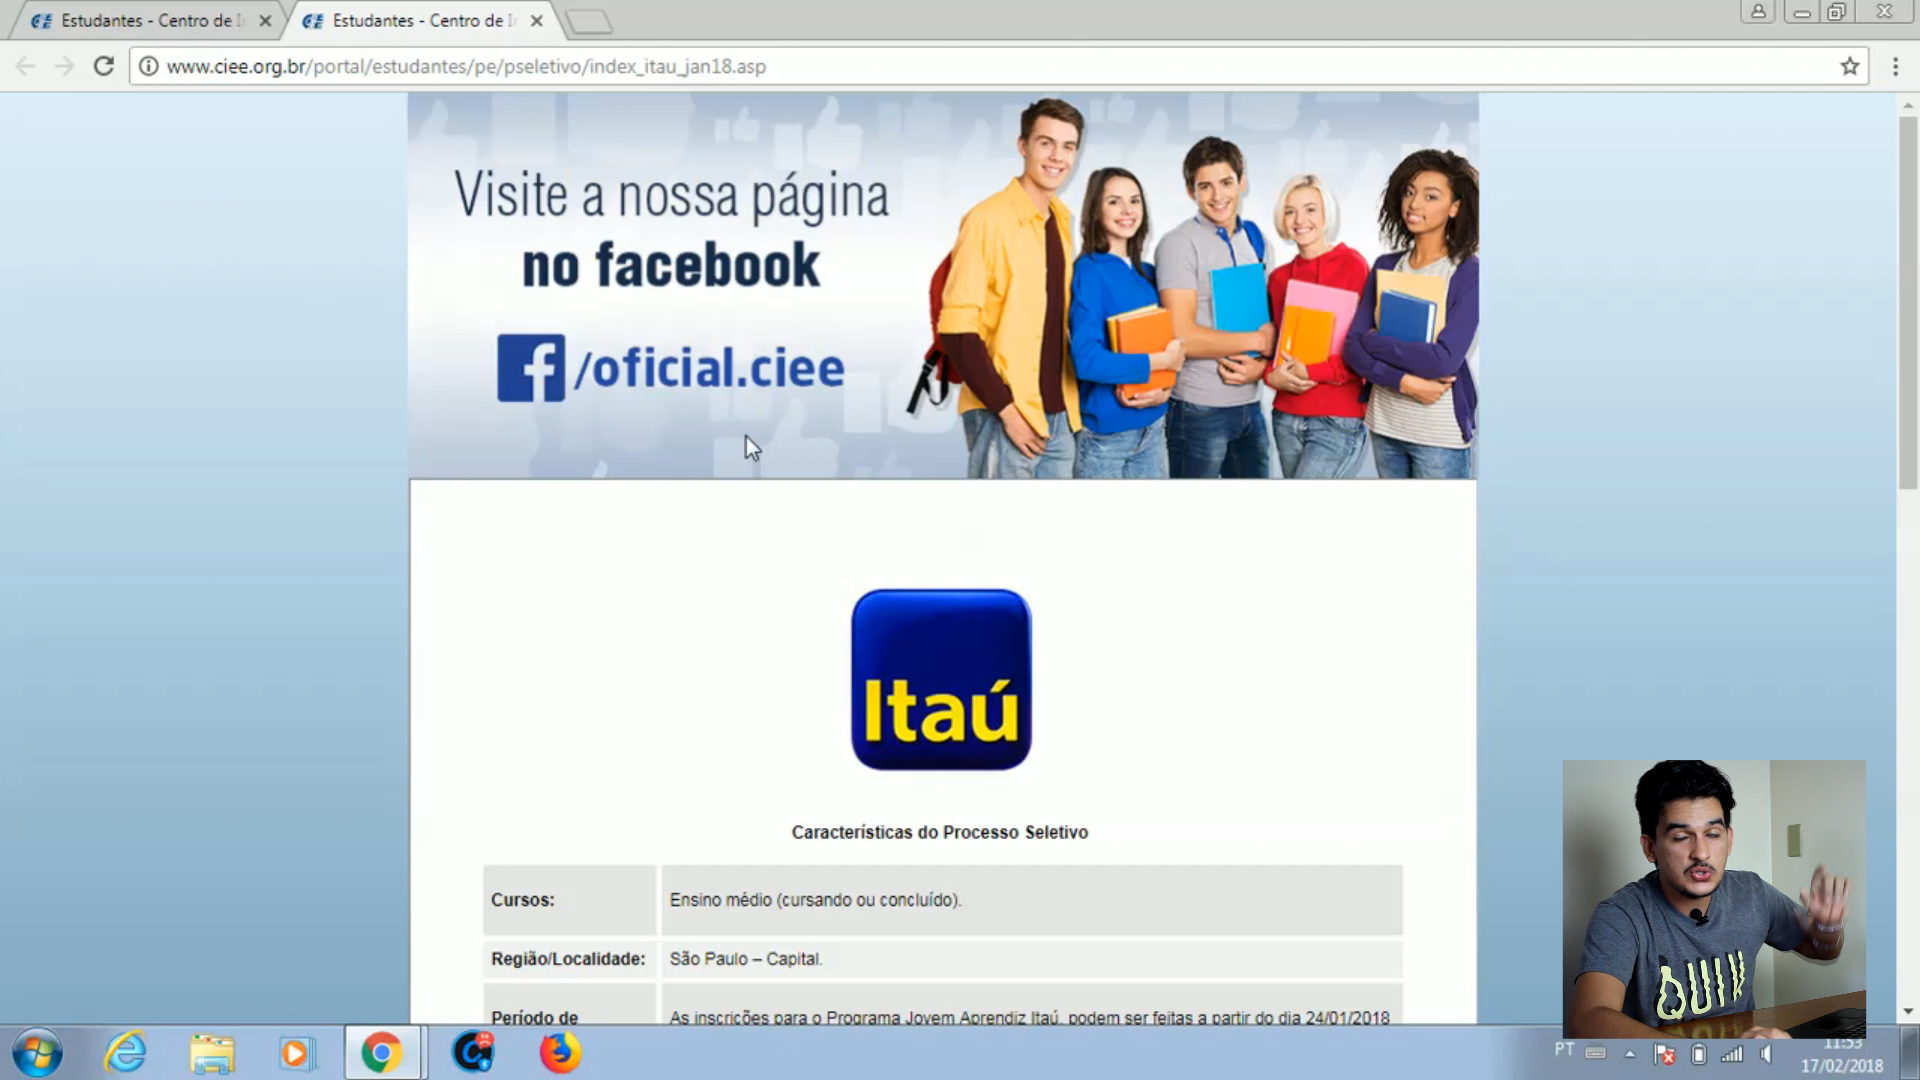 Estudantes - Centro de I
Estudantes - Centro de I
www.ciee.org.br/portal/estudantes/pe/pseletivo/index_itau_jan18.asp
Visite a nossa página
no facebook
f/oficial.ciee
Itaú
Características do Processo Seletivo
Cursos:
Ensino médio (cursando ou concluído).
Região/Localidade:
São Paulo – Capital.
Período de
As inscrições para o Programa Jovem Aprendiz Itaú, podem ser feitas a partir do dia 24/01/2018
QUIK
PT
11:53
17/02/2018